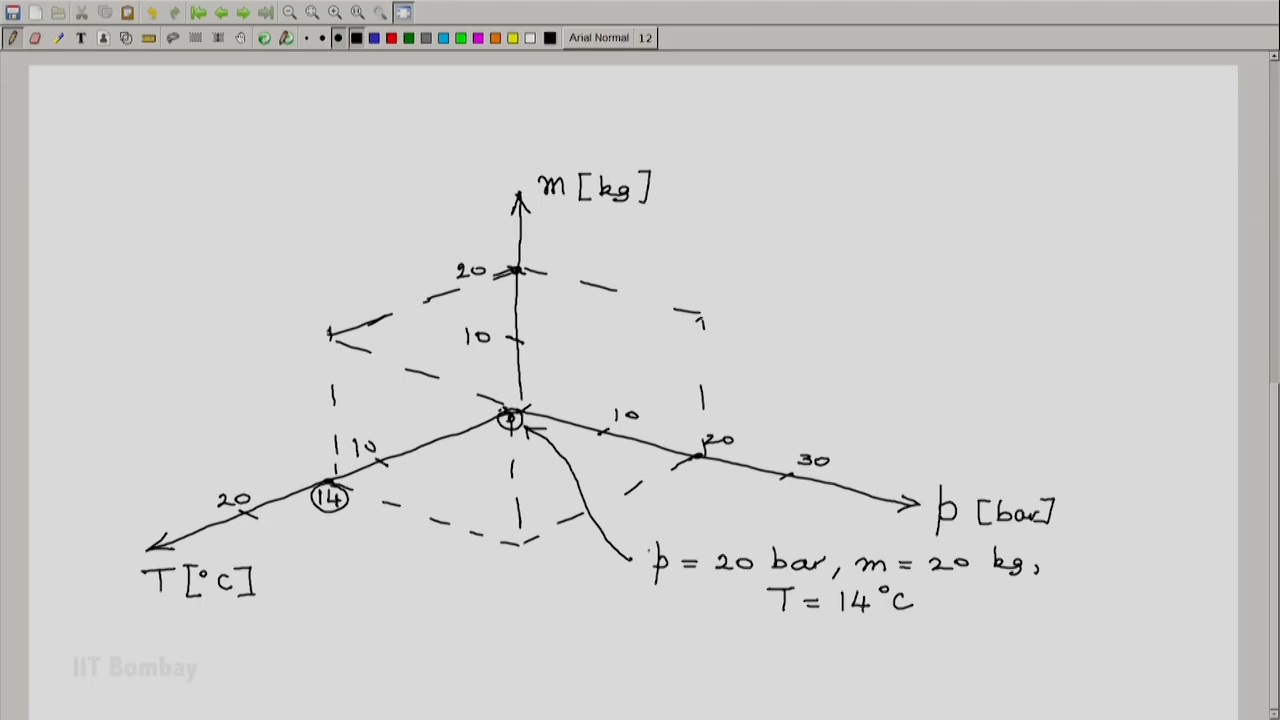 Arial Normal 12
m [kg]
20
10
10
20
30
p [bar]
10
14
20
T [°C]
p = 20 bar, m = 20 kg,
T = 14°C
IIT Bombay